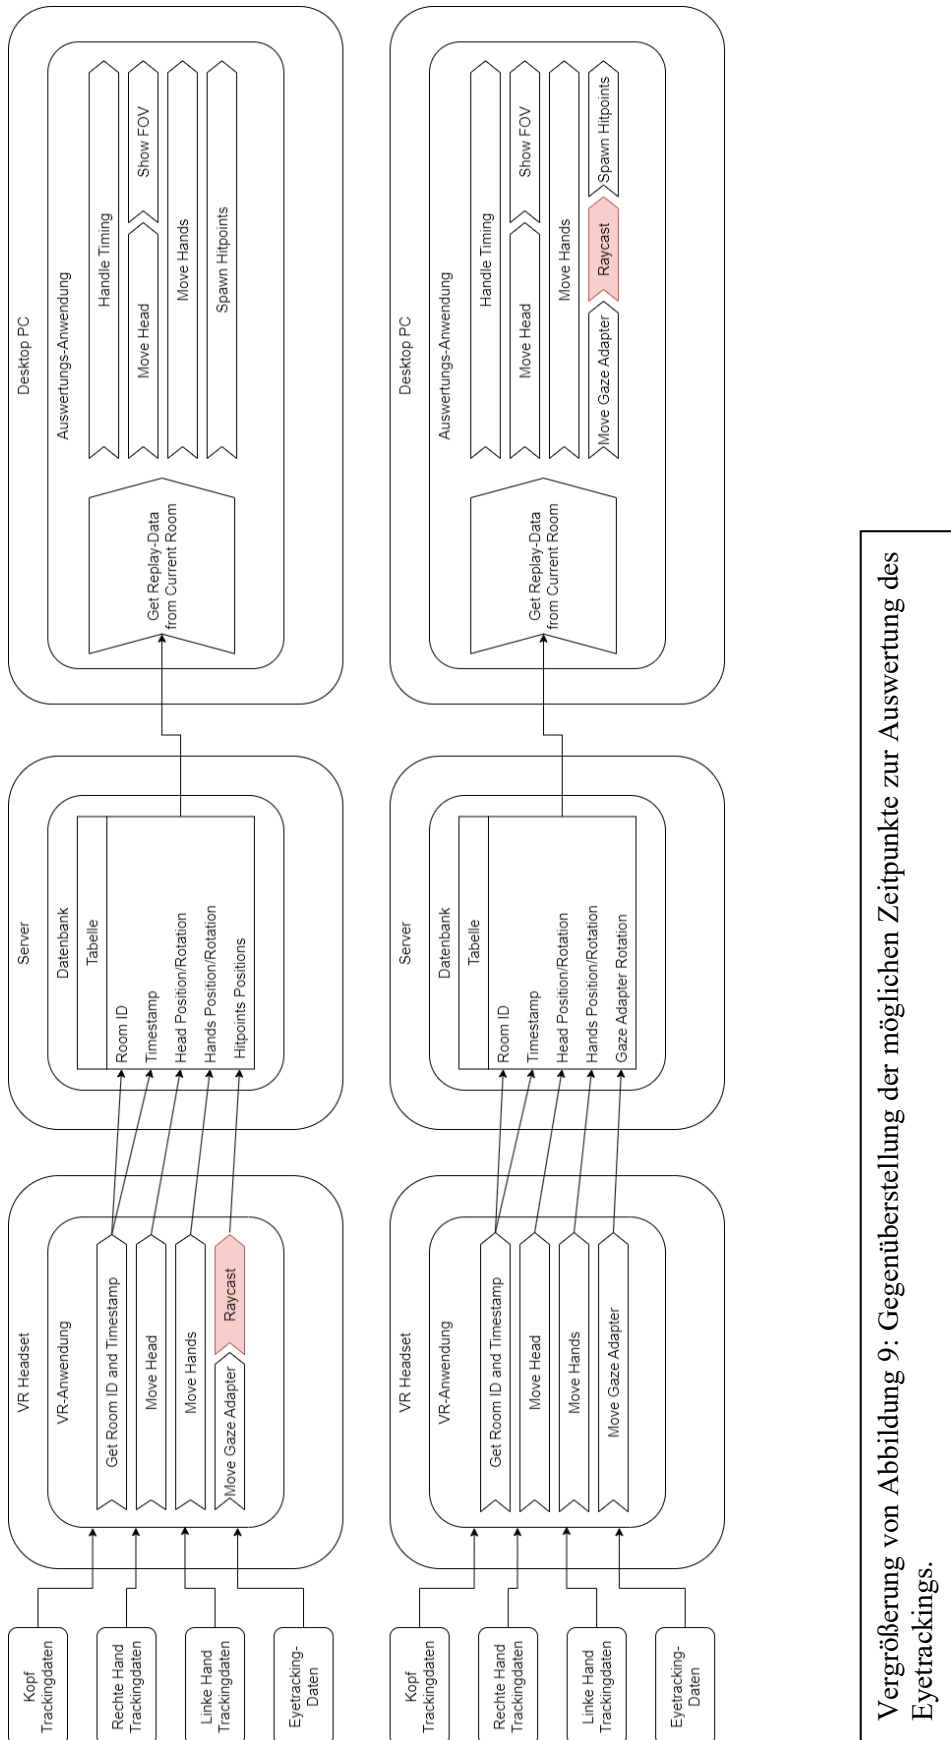 Kopf
Trackingdaten
Rechte Hand
Trackingdaten
Linke Hand
Trackingdaten
Eyetracking-
Daten
VR Headset
VR-Anwendung
Get Room ID and Timestamp
Move Head
Move Hands
Move Gaze Adapter
Raycast
Server
Datenbank
Tabelle
Room ID
Timestamp
Head Position/Rotation
Hands Position/Rotation
Hitpoints Positions
Desktop PC
Auswertungs-Anwendung
Get Replay-Data
from Current Room
Handle Timing
Move Head
Show FOV
Move Hands
Spawn Hitpoints
Kopf
Trackingdaten
Rechte Hand
Trackingdaten
Linke Hand
Trackingdaten
Eyetracking-
Daten
VR Headset
VR-Anwendung
Get Room ID and Timestamp
Move Head
Move Hands
Move Gaze Adapter
Server
Datenbank
Tabelle
Room ID
Timestamp
Head Position/Rotation
Hands Position/Rotation
Gaze Adapter Rotation
Desktop PC
Auswertungs-Anwendung
Get Replay-Data
from Current Room
Handle Timing
Move Head
Show FOV
Move Hands
Move Gaze Adapter
Raycast
Spawn Hitpoints
Vergrößerung von Abbildung 9: Gegenüberstellung der möglichen Zeitpunkte zur Auswertung des
Eyetrackings.